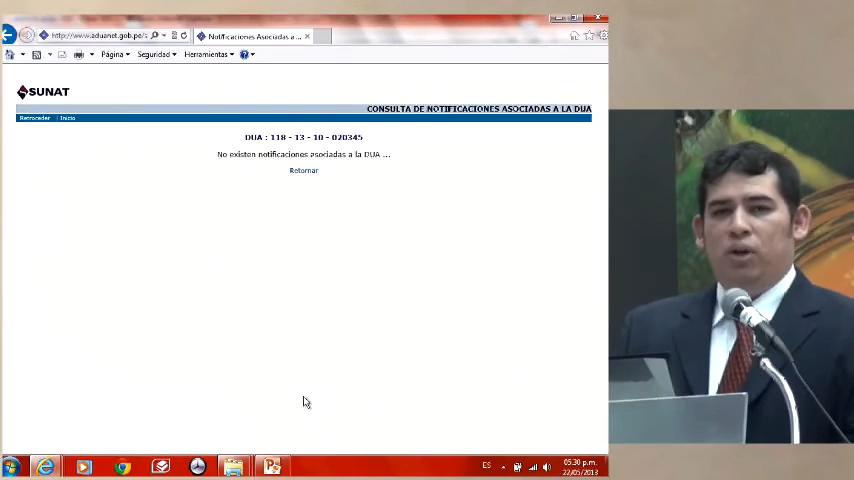 http://www.aduanet.gob.pe/s
Notificaciones Asociadas a ...
Página
Seguridad
Herramientas
SUNAT
CONSULTA DE NOTIFICACIONES ASOCIADAS A LA DUA
Retroceder | Inicio
DUA : 118 - 13 - 10 - 020345
No existen notificaciones asociadas a la DUA ...
Retornar
ES
05:30 p.m.
22/05/2013